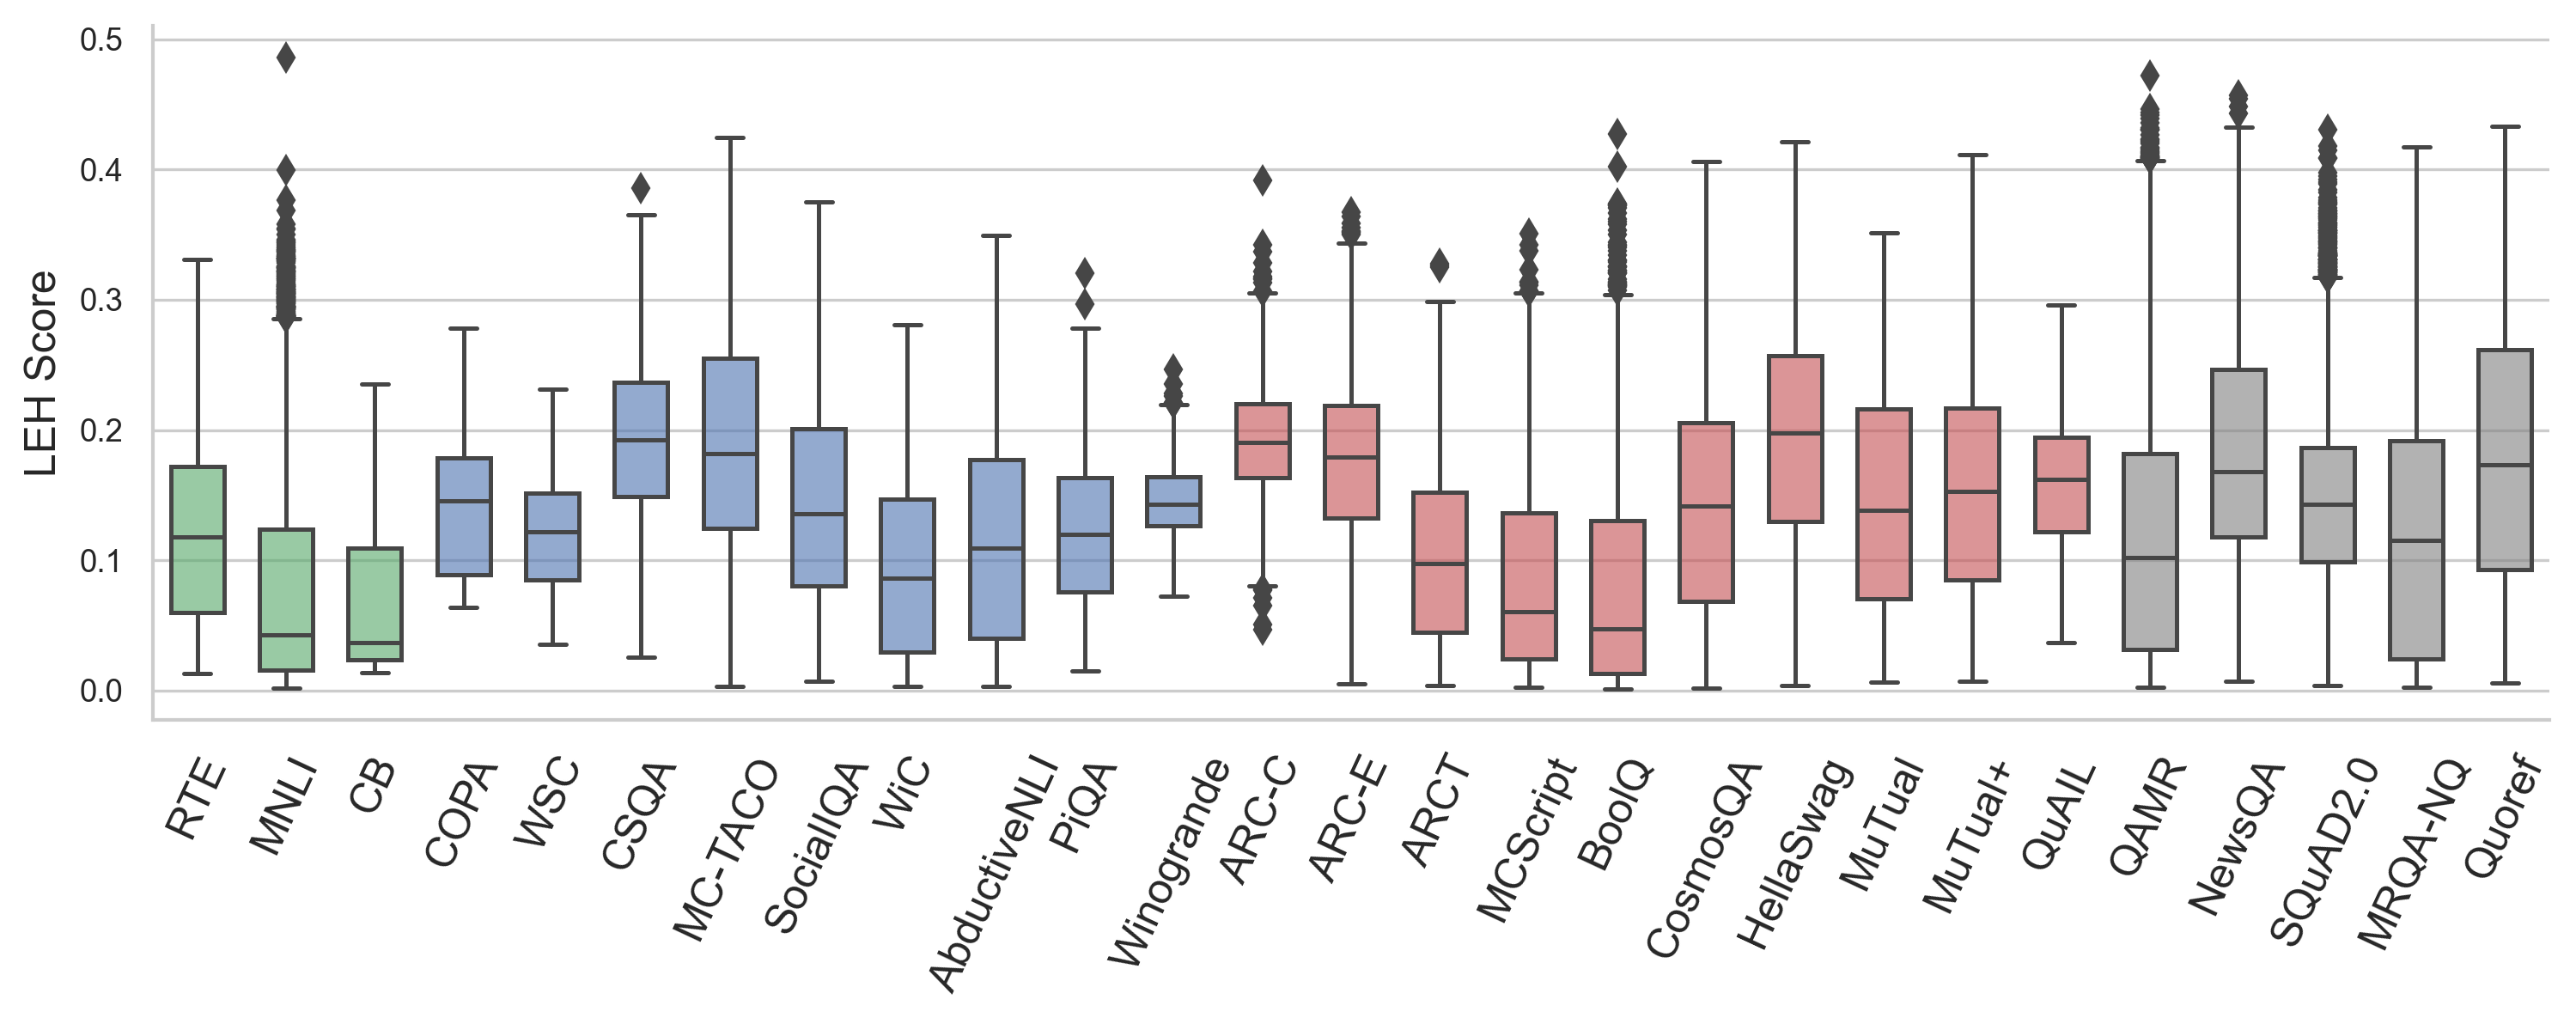 LEH Score
0.5
0.4
0.3
0.2
0.1
0.0
RTE
MNLI
CB
COPA
WSC
CSQA
MC-TACO
SocialIQA
WiC
AbductiveNLI
PiQA
Winogrande
ARC-C
ARC-E
ARCT
MCScript
BoolQ
CosmosQA
HellaSwag
MuTual
MuTual+
QuAIL
QAMR
NewsQA
SQuAD2.0
MRQA-NQ
Quoref